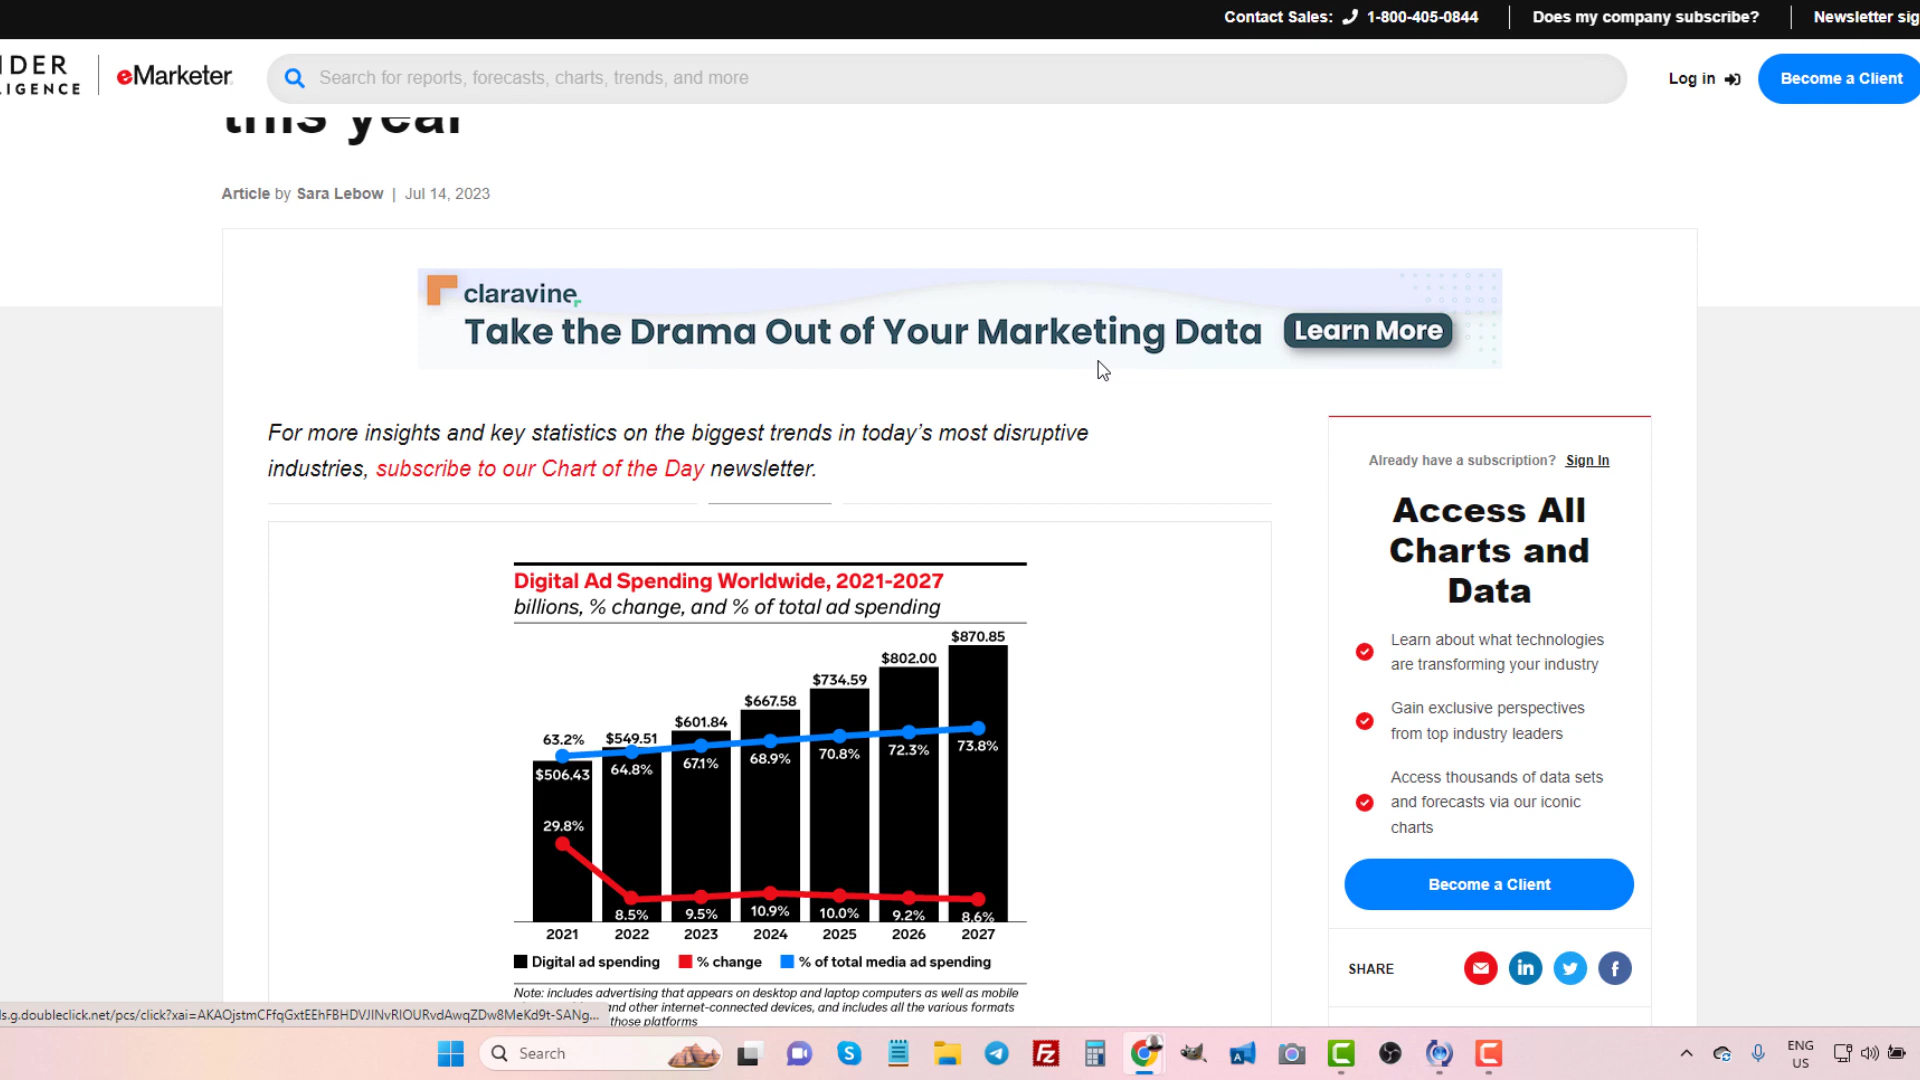 Contact Sales: 1-800-405-0844
Does my company subscribe?
Newsletter sig
IDER
LIGENCE
eMarketer
Search for reports, forecasts, charts, trends, and more
Log in
Become a Client
this year
Article by Sara Lebow | Jul 14, 2023
claravine
Take the Drama Out of Your Marketing Data
Learn More
For more insights and key statistics on the biggest trends in today's most disruptive
industries, subscribe to our Chart of the Day newsletter.
Digital Ad Spending Worldwide, 2021-2027
billions, % change, and % of total ad spending
$870.85
$802.00
$734.59
$667.58
$601.84
63.2% $549.51
$506.43 64.8% 67.1% 68.9% 70.8% 72.3% 73.8%
29.8%
8.5% 9.5% 10.9% 10.0% 9.2% 8.6%
2021 2022 2023 2024 2025 2026 2027
Digital ad spending % change % of total media ad spending
Note: includes advertising that appears on desktop and laptop computers as well as mobile
and other internet-connected devices, and includes all the various formats
those platforms
Already have a subscription? Sign In
Access All
Charts and
Data
Learn about what technologies
are transforming your industry
Gain exclusive perspectives
from top industry leaders
Access thousands of data sets
and forecasts via our iconic
charts
Become a Client
SHARE
Search
ENG
US